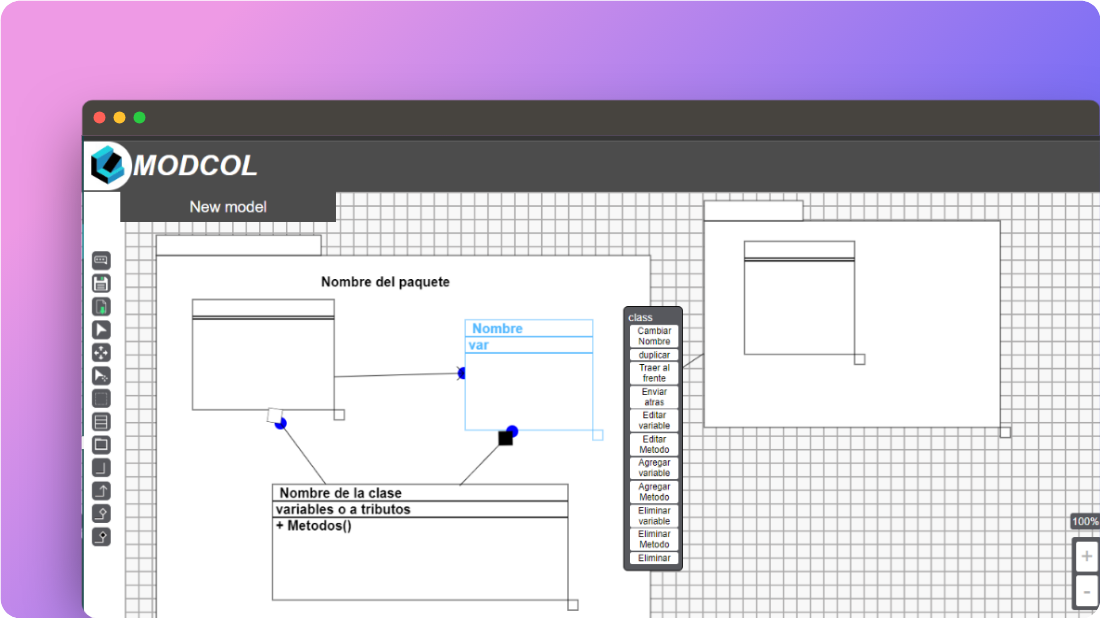 MODCOL
New model
Nombre del paquete
Nombre
var
Nombre de la clase
variables o a tributos
+ Metodos()
class
Cambiar
Nombre
duplicar
Traer al
frente
Enviar
atras
Editar
variable
Editar
Metodo
Agregar
variable
Agregar
Metodo
Eliminar
variable
Eliminar
Metodo
Eliminar
100%
+
-